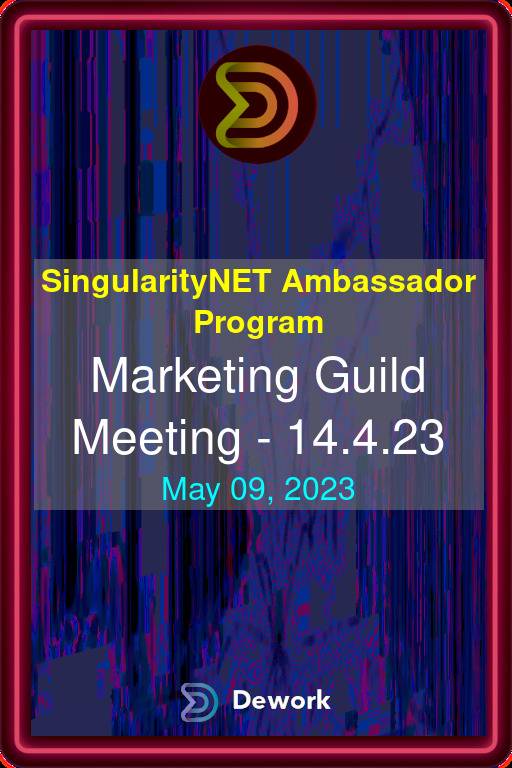 SingularityNET Ambassador
Program
Marketing Guild
Meeting - 14.4.23
May 09, 2023
Dework